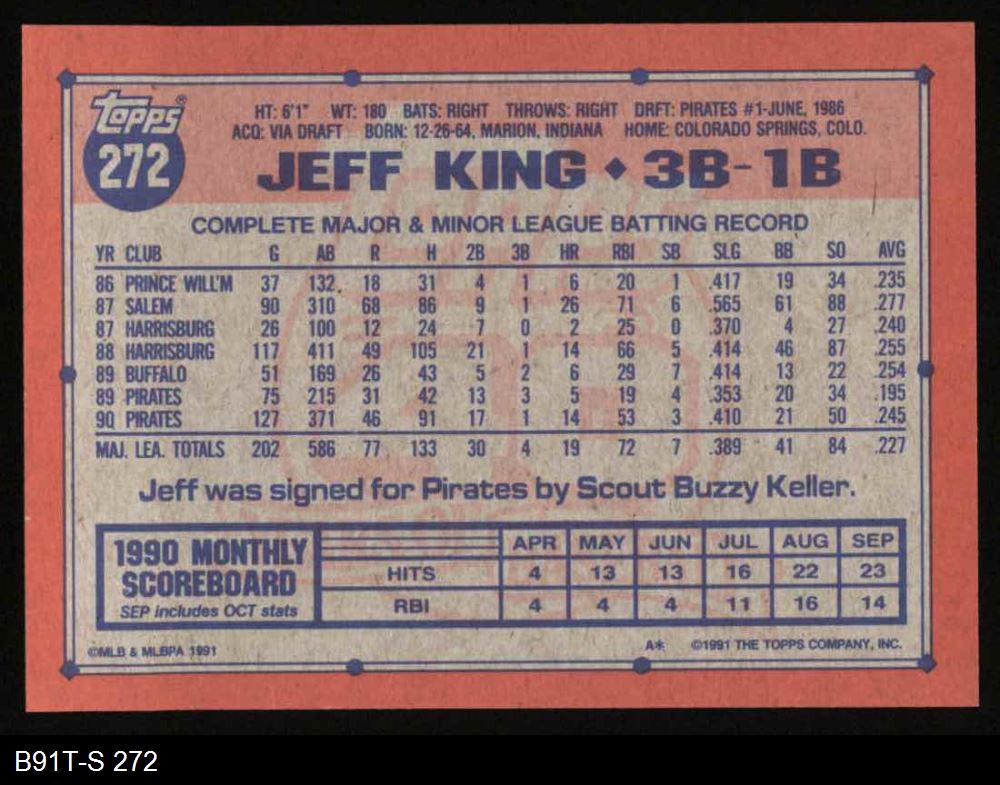 Topps®
272
HT: 6'1" WT: 180 BATS: RIGHT THROWS: RIGHT DRFT: PIRATES #1-JUNE, 1986
ACQ: VIA DRAFT BORN: 12-26-64, MARION, INDIANA HOME: COLORADO SPRINGS, COLO.
JEFF KING ◆ 3B-1B
COMPLETE MAJOR & MINOR LEAGUE BATTING RECORD
YR CLUB G AB R H 2B 3B HR RBI SB SLG BB SO AVG
86 PRINCE WILL'M 37 132 18 31 4 1 6 20 1 .417 19 34 .235
87 SALEM 90 310 68 86 9 1 26 71 6 .565 61 88 .277
87 HARRISBURG 26 100 12 24 7 0 2 25 0 .370 4 27 .240
88 HARRISBURG 117 411 49 105 21 1 14 66 5 .414 46 87 .255
89 BUFFALO 51 169 26 43 5 2 6 29 7 .414 13 22 .254
89 PIRATES 75 215 31 42 13 3 5 19 4 .353 20 34 .195
90 PIRATES 127 371 46 91 17 1 14 53 3 .410 21 50 .245
MAJ. LEA. TOTALS 202 586 77 133 30 4 19 72 7 .389 41 84 .227
Jeff was signed for Pirates by Scout Buzzy Keller.
1990 MONTHLY
SCOREBOARD
SEP includes OCT stats
APR MAY JUN JUL AUG SEP
HITS 4 13 13 16 22 23
RBI 4 4 4 11 16 14
©MLB & MLBPA 1991 A* ©1991 THE TOPPS COMPANY, INC.
B91T-S 272